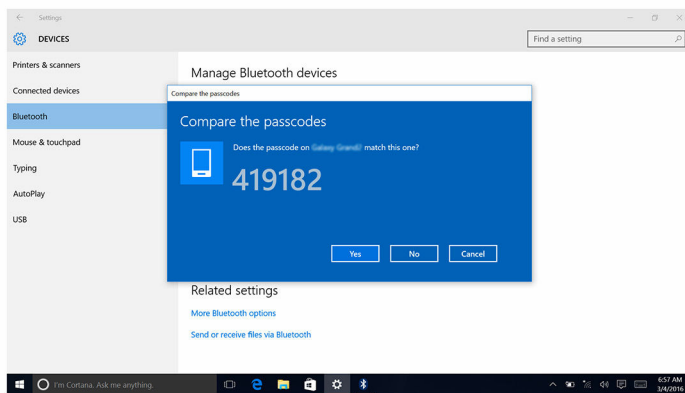 Settings
DEVICES
Find a setting
Printers & scanners
Connected devices
Bluetooth
Mouse & touchpad
Typing
AutoPlay
USB
Manage Bluetooth devices
Compare the passcodes
Compare the passcodes
Does the passcode on Galaxy Grand2 match this one?
419182
Yes No Cancel
Related settings
More Bluetooth options
Send or receive files via Bluetooth
I'm Cortana. Ask me anything.
6:57 AM
3/4/2016